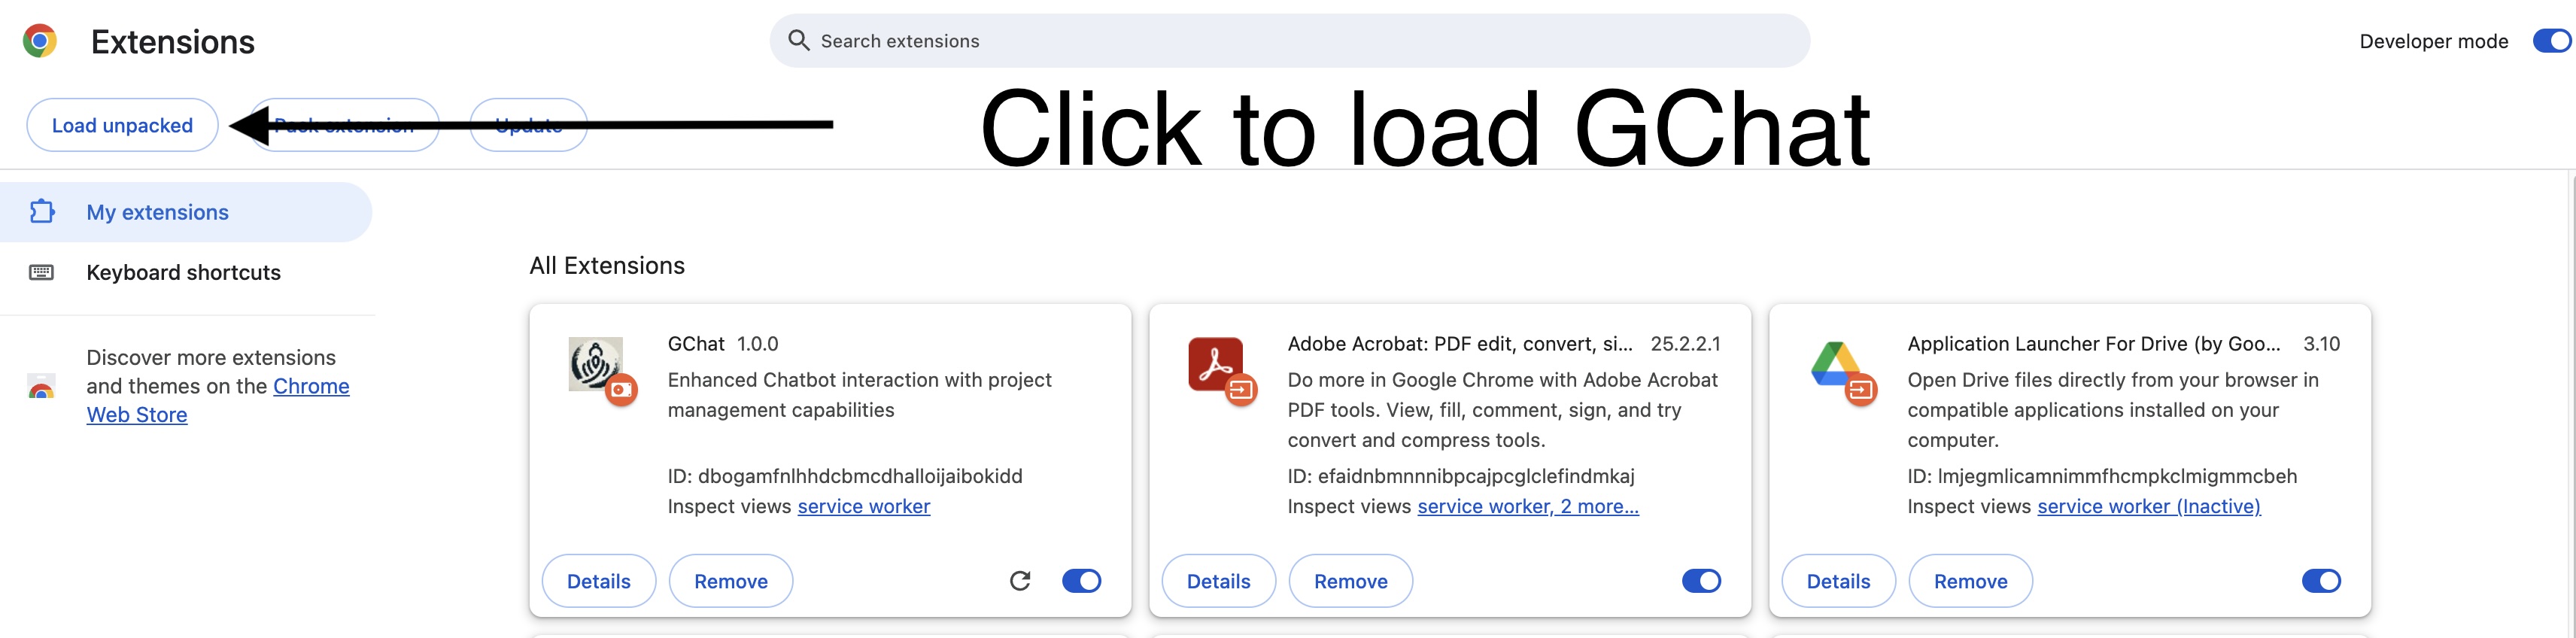 Extensions
Search extensions
Developer mode
Load unpacked
Pack extension
Update
Click to load GChat
My extensions
Keyboard shortcuts
Discover more extensions
and themes on the Chrome
Web Store
All Extensions
GChat 1.0.0
Enhanced Chatbot interaction with project
management capabilities
ID: dbogamfnlhhdcbmcdhalloijaibokidd
Inspect views service worker
Details
Remove
Adobe Acrobat: PDF edit, convert, si... 25.2.2.1
Do more in Google Chrome with Adobe Acrobat
PDF tools. View, fill, comment, sign, and try
convert and compress tools.
ID: efaidnbmnnnibpcajpcglclefindmkaj
Inspect views service worker, 2 more...
Details
Remove
Application Launcher For Drive (by Goo... 3.10
Open Drive files directly from your browser in
compatible applications installed on your
computer.
ID: lmjegmlicamnimmfhcmpkclmigmmcbeh
Inspect views service worker (Inactive)
Details
Remove